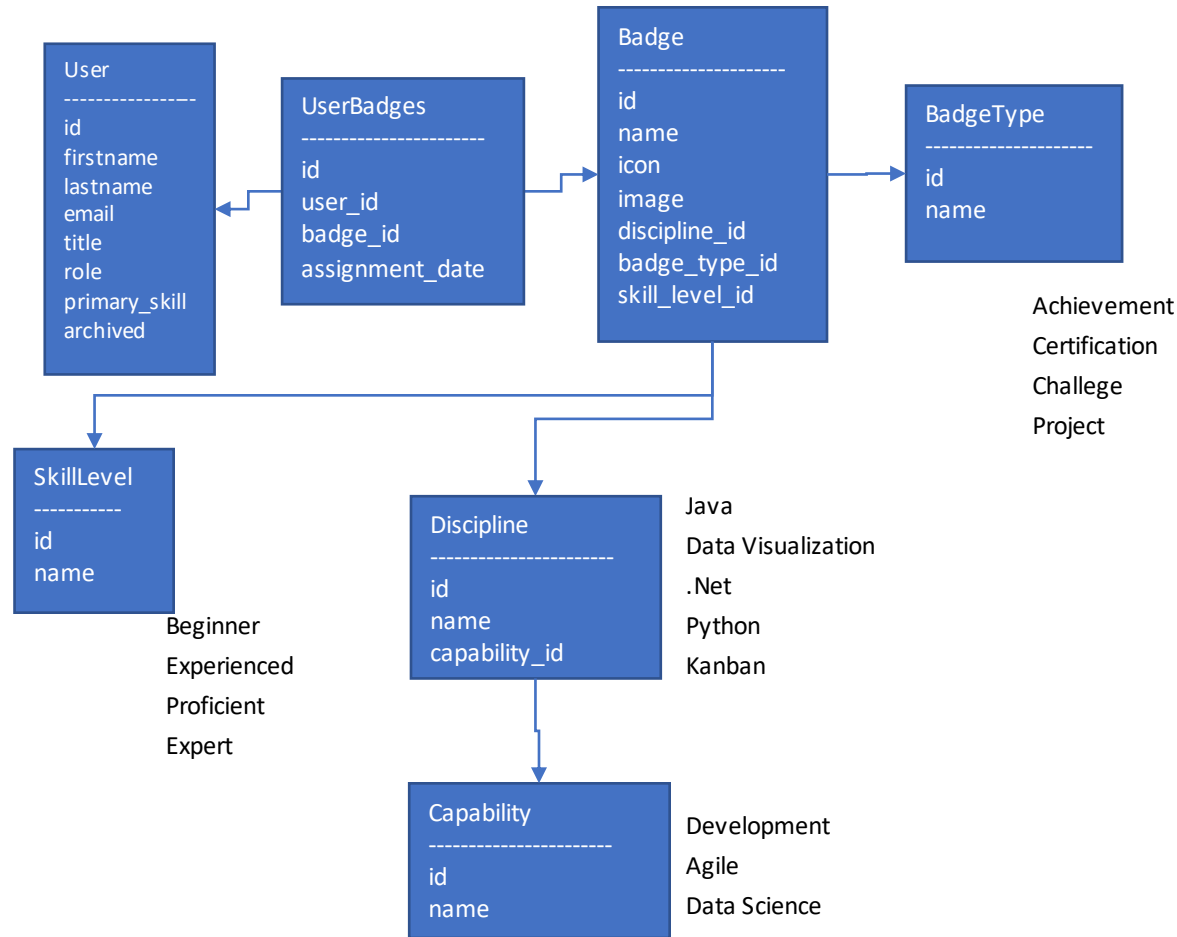 User
-----------------
id
firstname
lastname
email
title
role
primary_skill
archived
UserBadges
-----------------------
id
user_id
badge_id
assignment_date
Badge
---------------------
id
name
icon
image
discipline_id
badge_type_id
skill_level_id
BadgeType
---------------------
id
name
Achievement
Certification
Challege
Project
SkillLevel
-----------
id
name
Beginner
Experienced
Proficient
Expert
Discipline
-----------------------
id
name
capability_id
Java
Data Visualization
.Net
Python
Kanban
Capability
-----------------------
id
name
Development
Agile
Data Science